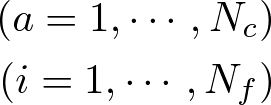 (a = 1, ⋯ , N_c)
(i = 1, ⋯ , N_f)